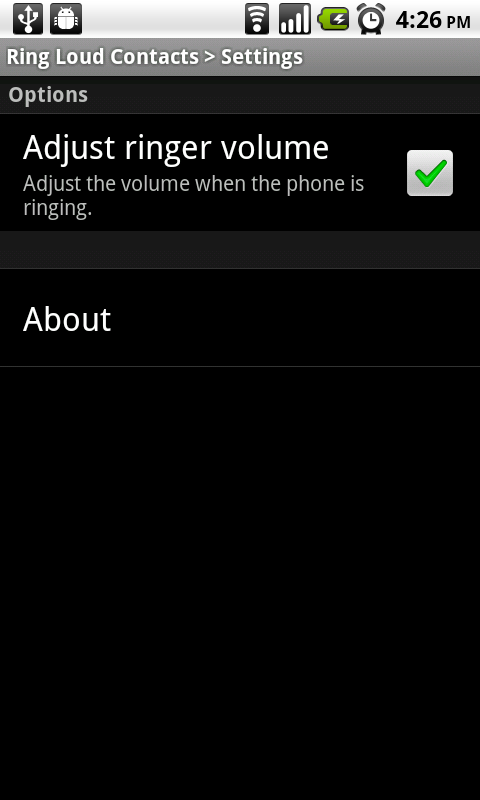 4:26 PM
Ring Loud Contacts > Settings
Options
Adjust ringer volume
Adjust the volume when the phone is
ringing.
About